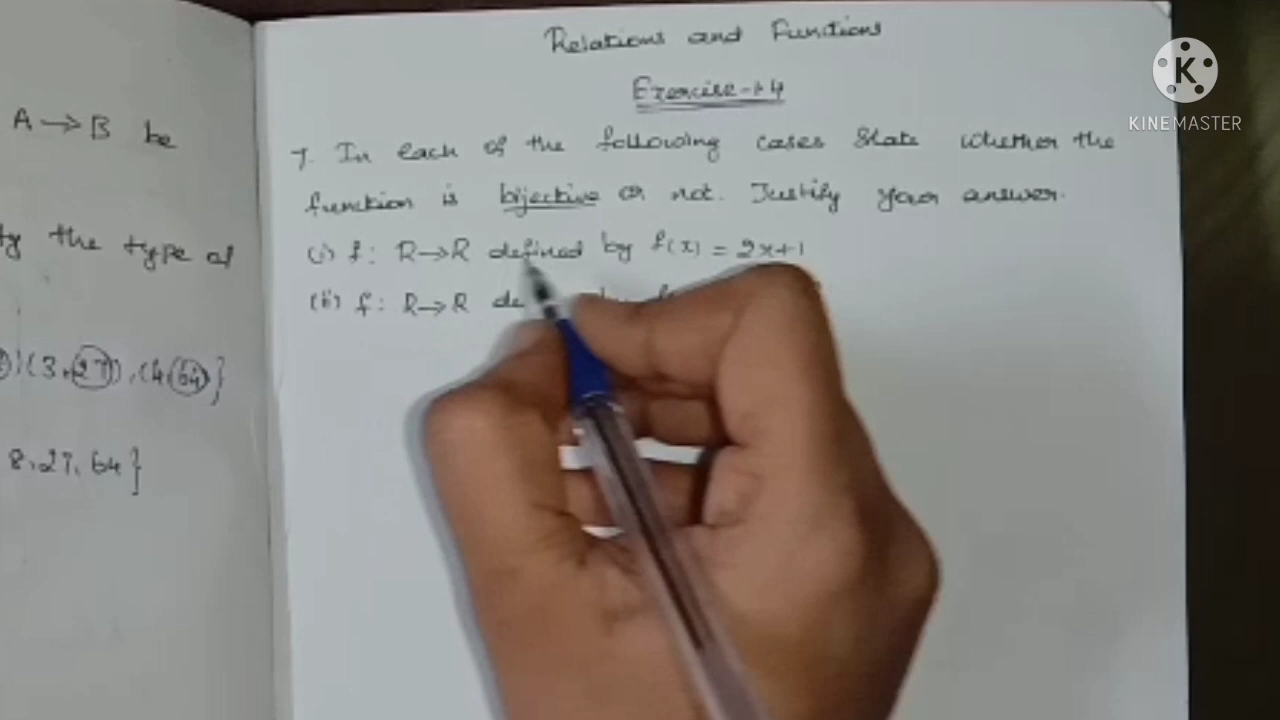 A → B be
ty the type of
(3,27), (4,64)}
8,27,64}
Relations and Functions
Exercise-1.4
7. In each of the following cases state whether the
function is bijective or not. Justify your answer.
(i) f: R→R defined by f(x) = 2x+1
(ii) f: R→R de
K
KINEMASTER